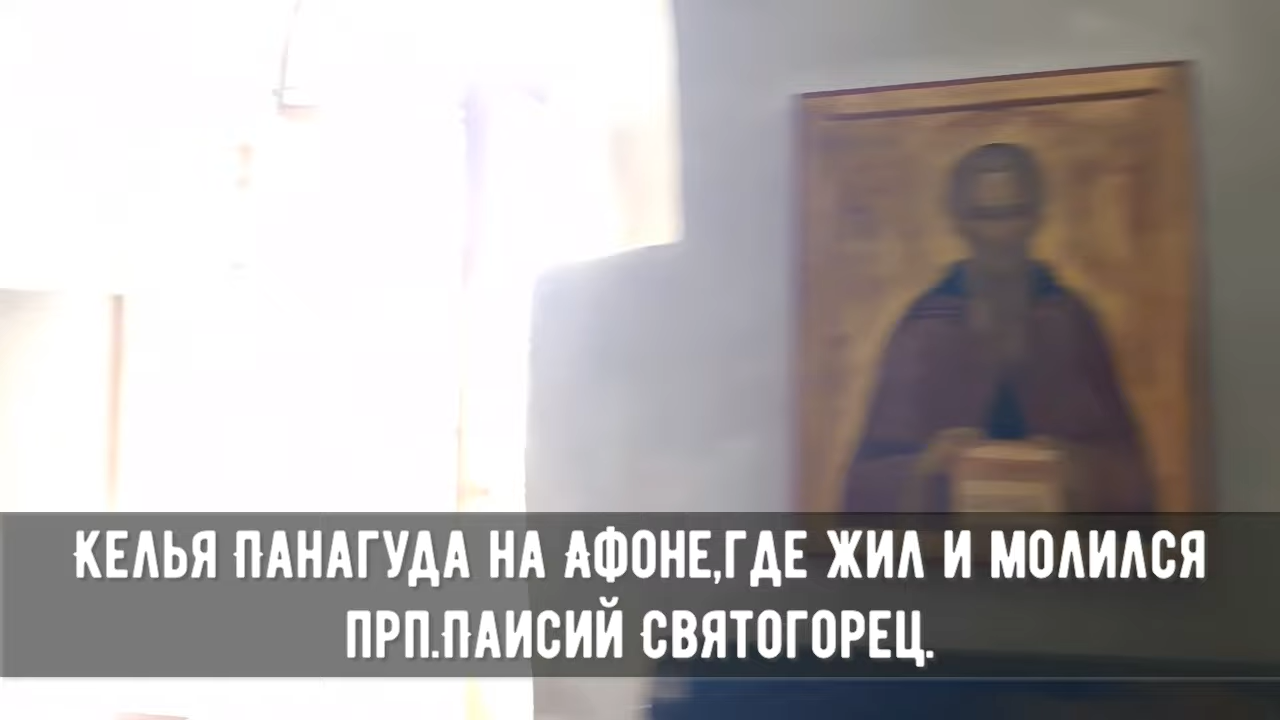 Келья Панагуда на Афоне,где жил и молился
прп.Паисий Святогорец.